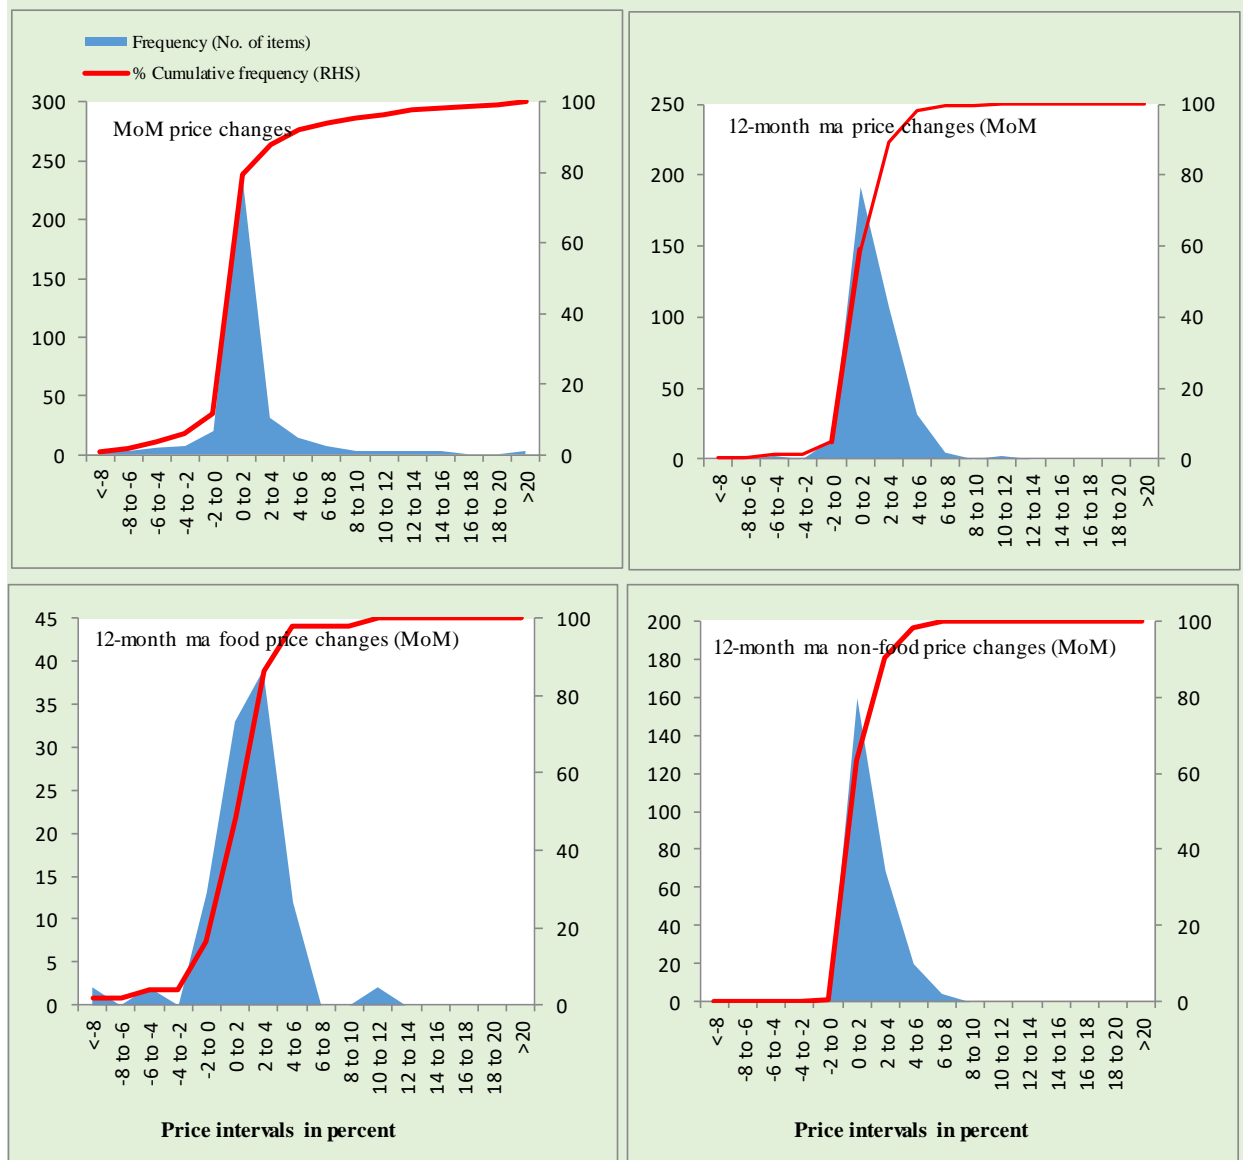 Frequency (No. of items)
% Cumulative frequency (RHS)
MoM price changes
300
250
200
150
100
50
0
100
80
60
40
20
0
<-8
-8 to -6
-6 to -4
-4 to -2
-2 to 0
0 to 2
2 to 4
4 to 6
6 to 8
8 to 10
10 to 12
12 to 14
14 to 16
16 to 18
18 to 20
>20
12-month ma price changes (MoM
250
200
150
100
50
0
100
80
60
40
20
0
<-8
-8 to -6
-6 to -4
-4 to -2
-2 to 0
0 to 2
2 to 4
4 to 6
6 to 8
8 to 10
10 to 12
12 to 14
14 to 16
16 to 18
18 to 20
>20
12-month ma food price changes (MoM)
45
40
35
30
25
20
15
10
5
0
100
80
60
40
20
0
<-8
-8 to -6
-6 to -4
-4 to -2
-2 to 0
0 to 2
2 to 4
4 to 6
6 to 8
8 to 10
10 to 12
12 to 14
14 to 16
16 to 18
18 to 20
>20
Price intervals in percent
12-month ma non-food price changes (MoM)
200
180
160
140
120
100
80
60
40
20
0
100
80
60
40
20
0
<-8
-8 to -6
-6 to -4
-4 to -2
-2 to 0
0 to 2
2 to 4
4 to 6
6 to 8
8 to 10
10 to 12
12 to 14
14 to 16
16 to 18
18 to 20
>20
Price intervals in percent